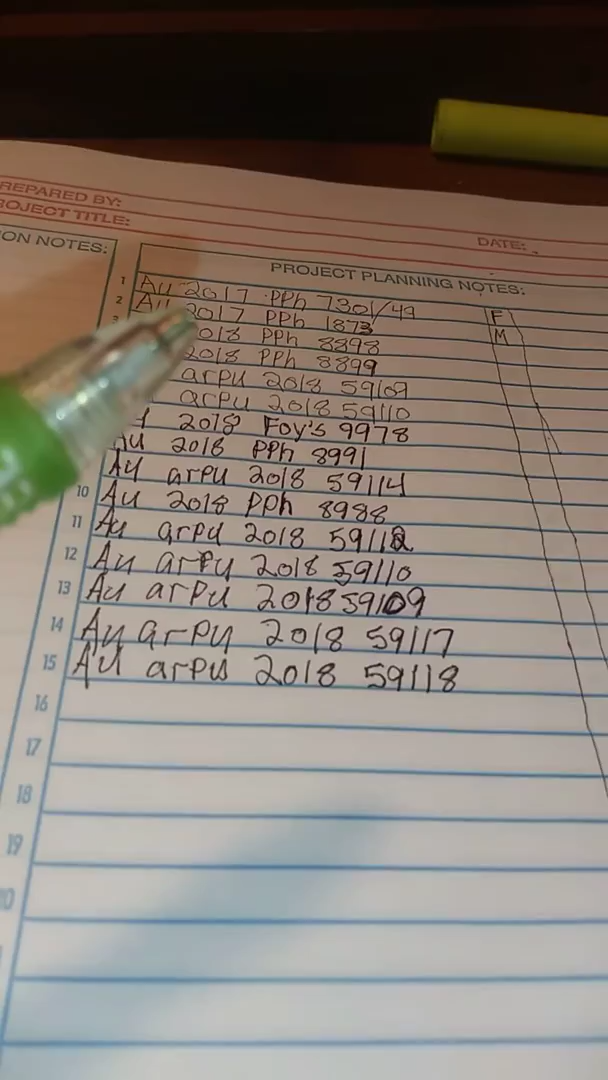 REPARED BY:
ROJECT TITLE:
DATE:
ON NOTES:
PROJECT PLANNING NOTES:
1 AU 2017 PPh 7301/49 F
2 AU 2017 PPh 1873 M
2018 PPh 8898
2018 PPh 8899
arpu 2018 59109
arpu 2018 59110
2018 Foy's 9978
AU 2018 PPh 8991
AU arpu 2018 59114
10 AU 2018 PPh 8988
11 AU arpu 2018 59112
12 AU arpu 2018 59110
13 AU arpu 2018 59109
14 AU arpu 2018 59117
15 AU arpu 2018 59118
16
17
18
19